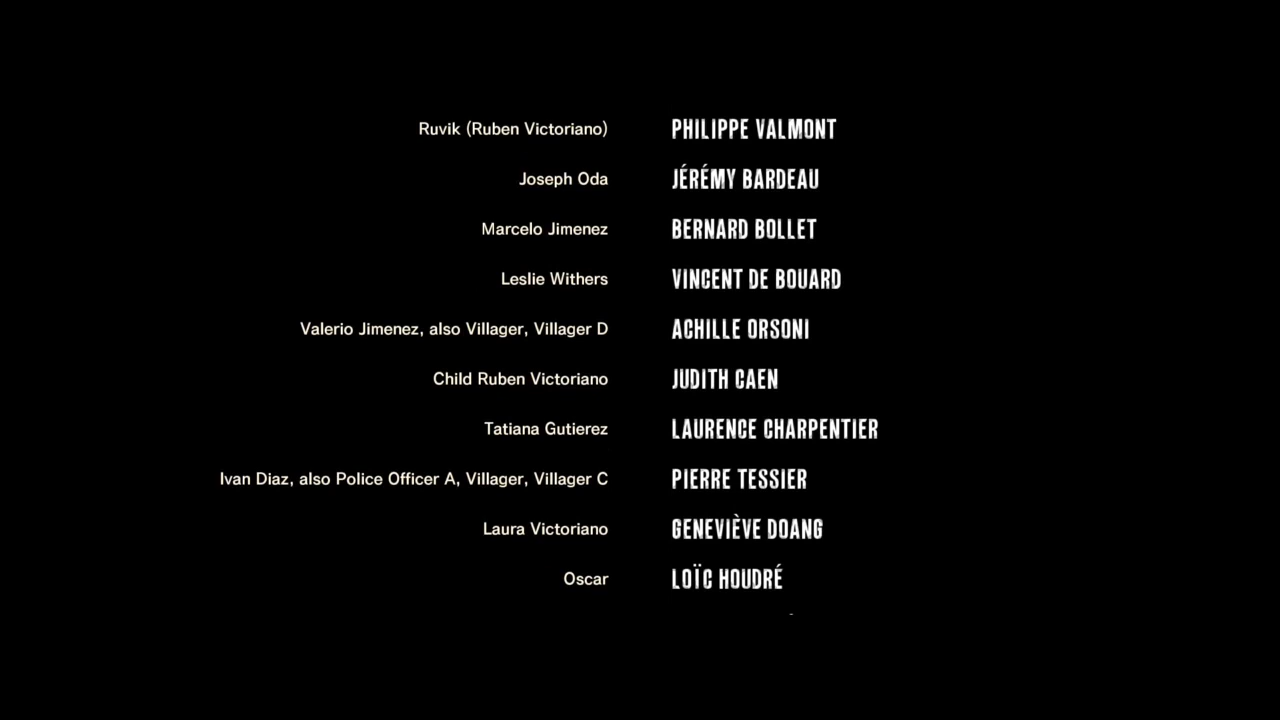 Ruvik (Ruben Victoriano) PHILIPPE VALMONT
Joseph Oda JÉRÉMY BARDEAU
Marcelo Jimenez BERNARD BOLLET
Leslie Withers VINCENT DE BOUARD
Valerio Jimenez, also Villager, Villager D ACHILLE ORSONI
Child Ruben Victoriano JUDITH CAEN
Tatiana Gutierez LAURENCE CHARPENTIER
Ivan Diaz, also Police Officer A, Villager, Villager C PIERRE TESSIER
Laura Victoriano GENEVIÈVE DOANG
Oscar LOÏC HOUDRÉ